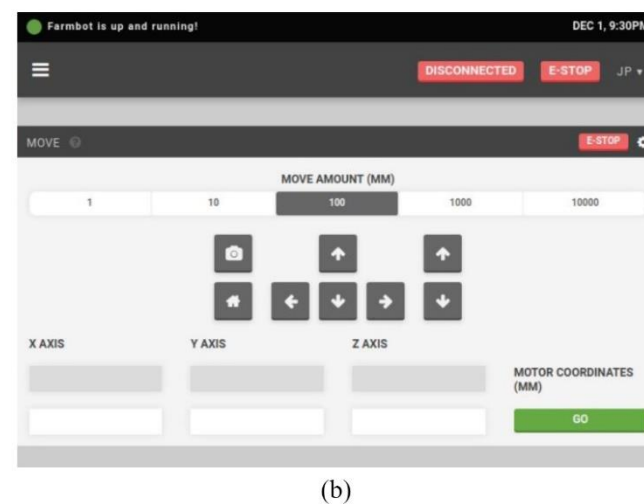 Farmbot is up and running! DEC 1, 9:30PM
DISCONNECTED E-STOP JP
MOVE E-STOP
MOVE AMOUNT (MM)
1 10 100 1000 10000
X AXIS Y AXIS Z AXIS
MOTOR COORDINATES
(MM)
GO
(b)